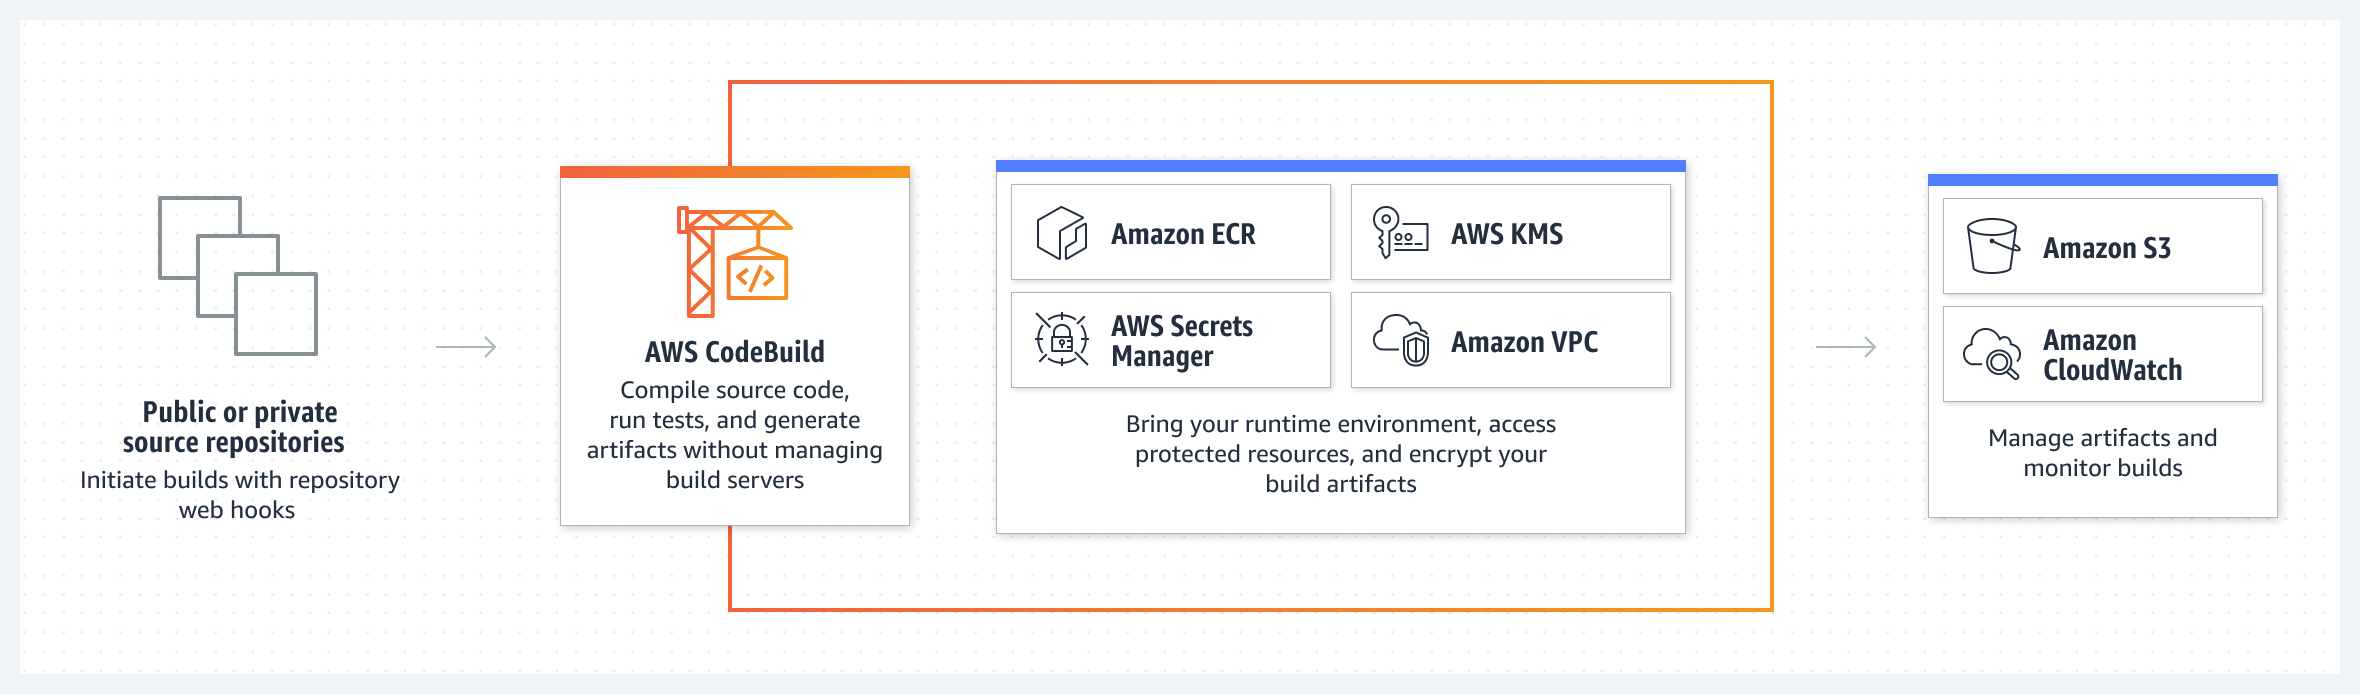 Public or private
source repositories
Initiate builds with repository
web hooks
</>
AWS CodeBuild
Compile source code,
run tests, and generate
artifacts without managing
build servers
Amazon ECR
AWS KMS
AWS Secrets
Manager
Amazon VPC
Bring your runtime environment, access
protected resources, and encrypt your
build artifacts
Amazon S3
Amazon
CloudWatch
Manage artifacts and
monitor builds